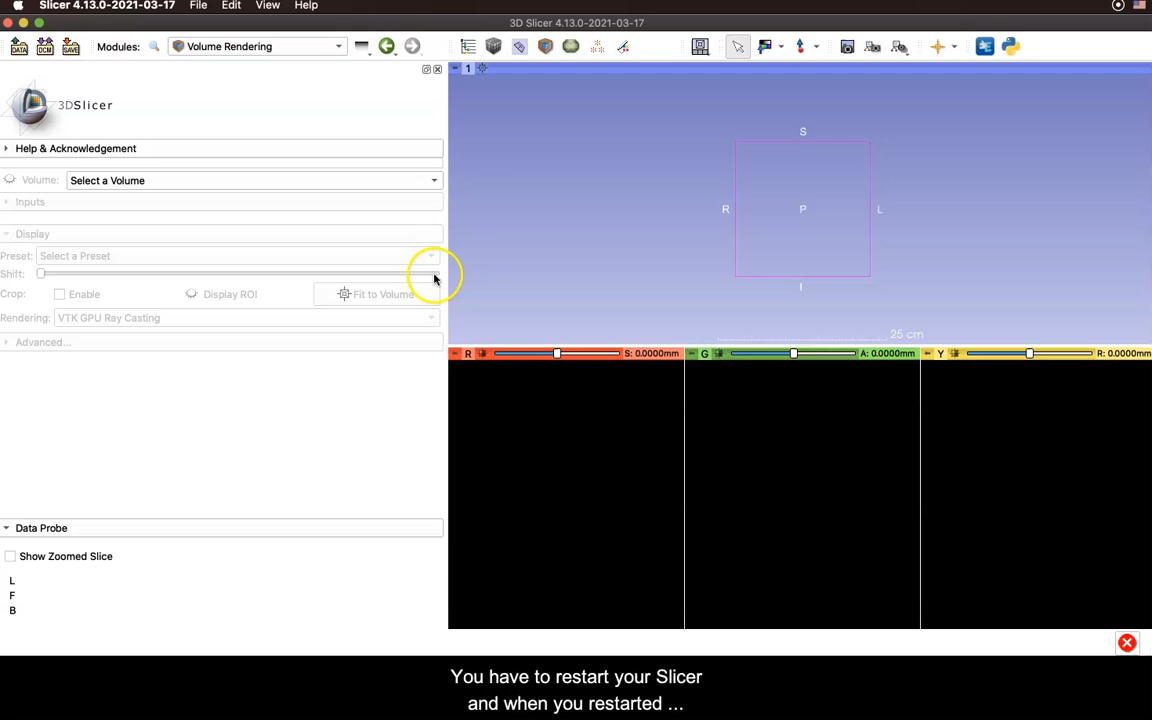 Slicer 4.13.0-2021-03-17 File Edit View Help
3D Slicer 4.13.0-2021-03-17
DATA DCM SAVE Modules: Volume Rendering
1
3DSlicer
Help & Acknowledgement
Volume: Select a Volume
Inputs
Display
Preset: Select a Preset
Shift:
Crop: Enable Display ROI Fit to Volume
Rendering: VTK GPU Ray Casting
Advanced...
S
R P L
I
25 cm
R S: 0.0000mm G A: 0.0000mm Y R: 0.0000mm
Data Probe
Show Zoomed Slice
L
F
B
You have to restart your Slicer
and when you restarted ...